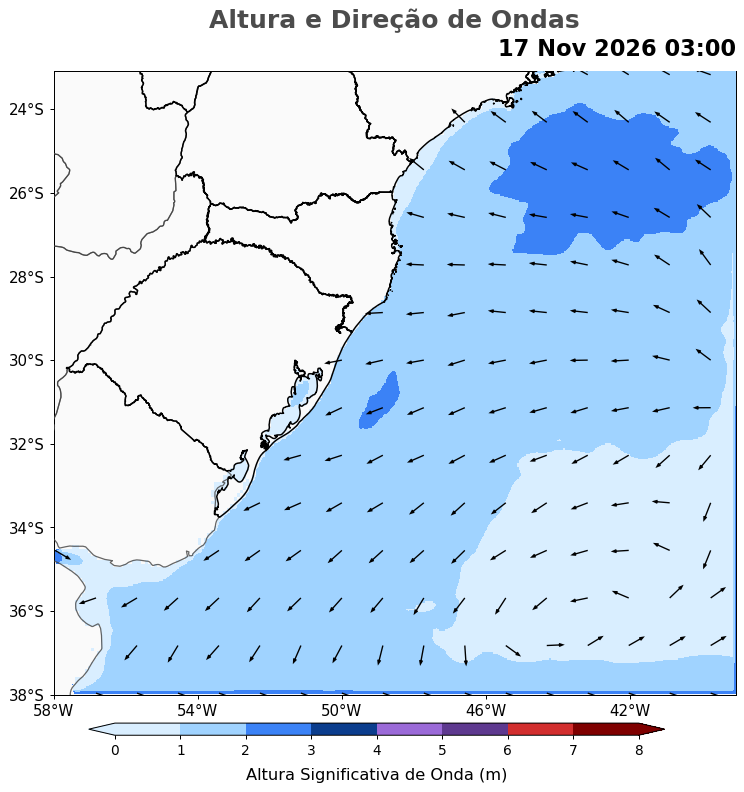 Altura e Direção de Ondas
17 Nov 2026 03:00
24°S
26°S
28°S
30°S
32°S
34°S
36°S
38°S
58°W 54°W 50°W 46°W 42°W
0 1 2 3 4 5 6 7 8
Altura Significativa de Onda (m)